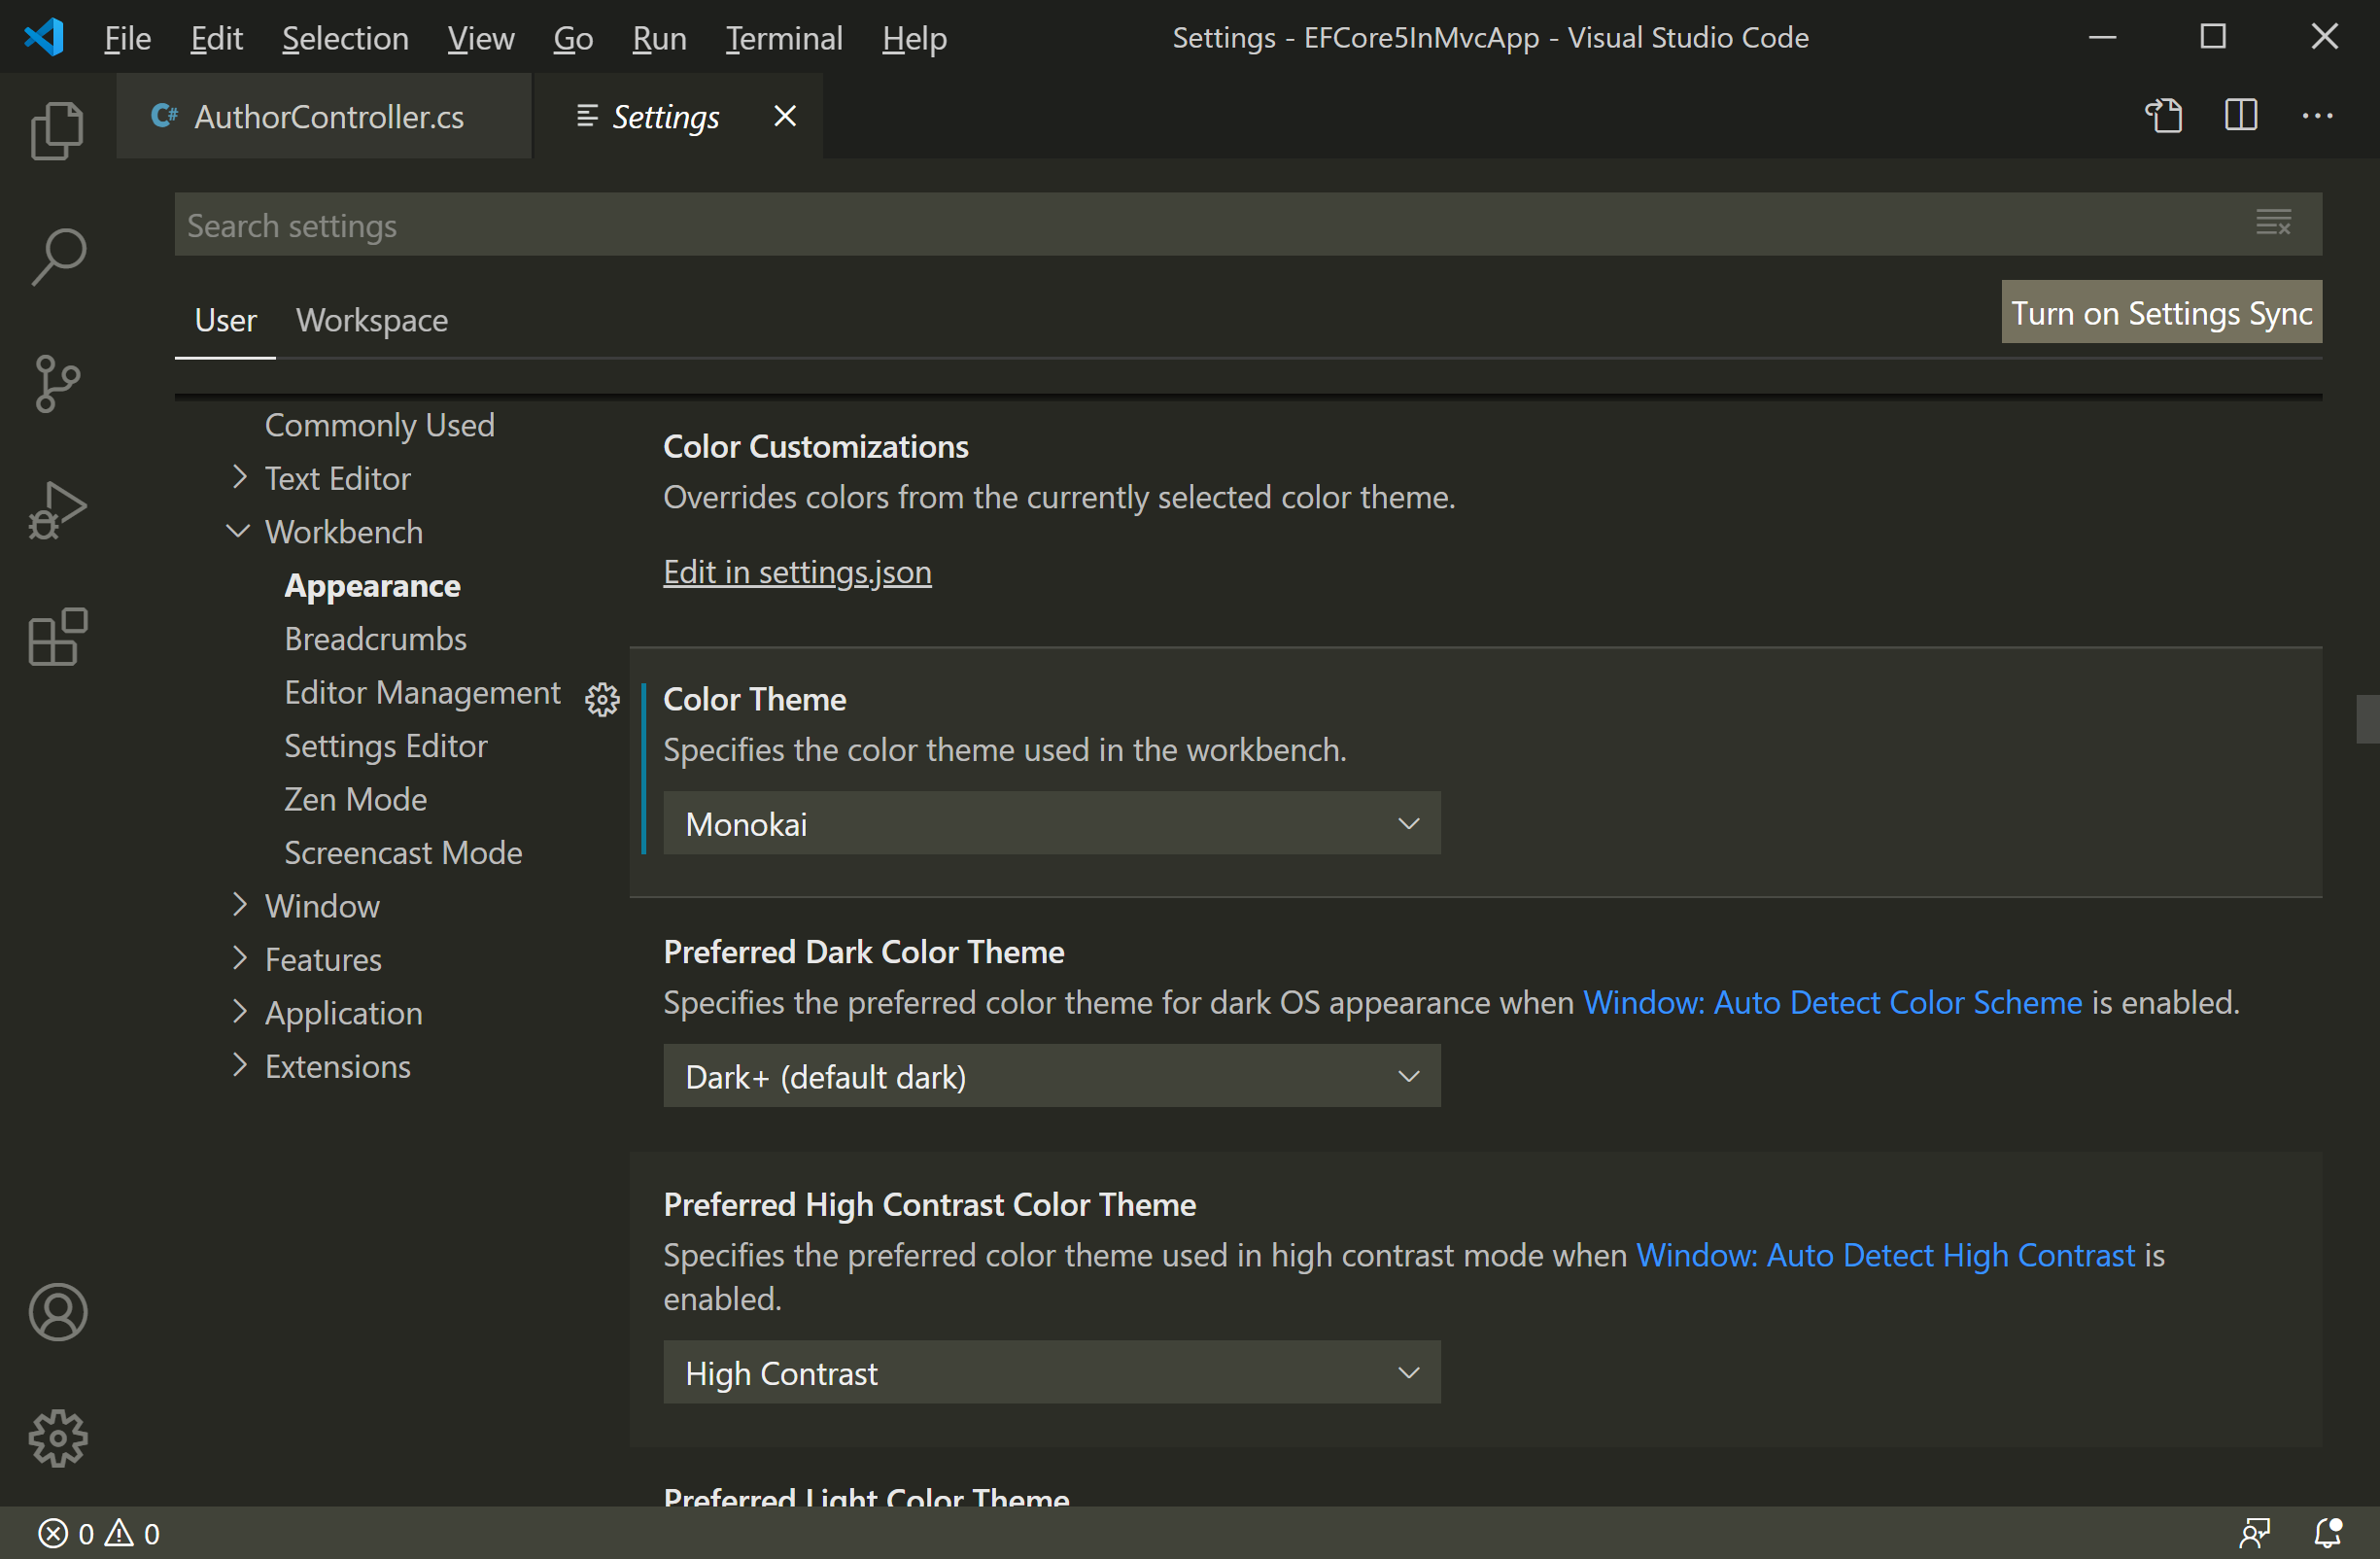 File Edit Selection View Go Run Terminal Help
Settings - EFCore5InMvcApp - Visual Studio Code
C# AuthorController.cs
Settings
Search settings
User Workspace
Turn on Settings Sync
Commonly Used
Text Editor
Workbench
Appearance
Breadcrumbs
Editor Management
Settings Editor
Zen Mode
Screencast Mode
Window
Features
Application
Extensions
Color Customizations
Overrides colors from the currently selected color theme.
Edit in settings.json
Color Theme
Specifies the color theme used in the workbench.
Monokai
Preferred Dark Color Theme
Specifies the preferred color theme for dark OS appearance when Window: Auto Detect Color Scheme is enabled.
Dark+ (default dark)
Preferred High Contrast Color Theme
Specifies the preferred color theme used in high contrast mode when Window: Auto Detect High Contrast is
enabled.
High Contrast
Preferred Light Color Theme
0 0